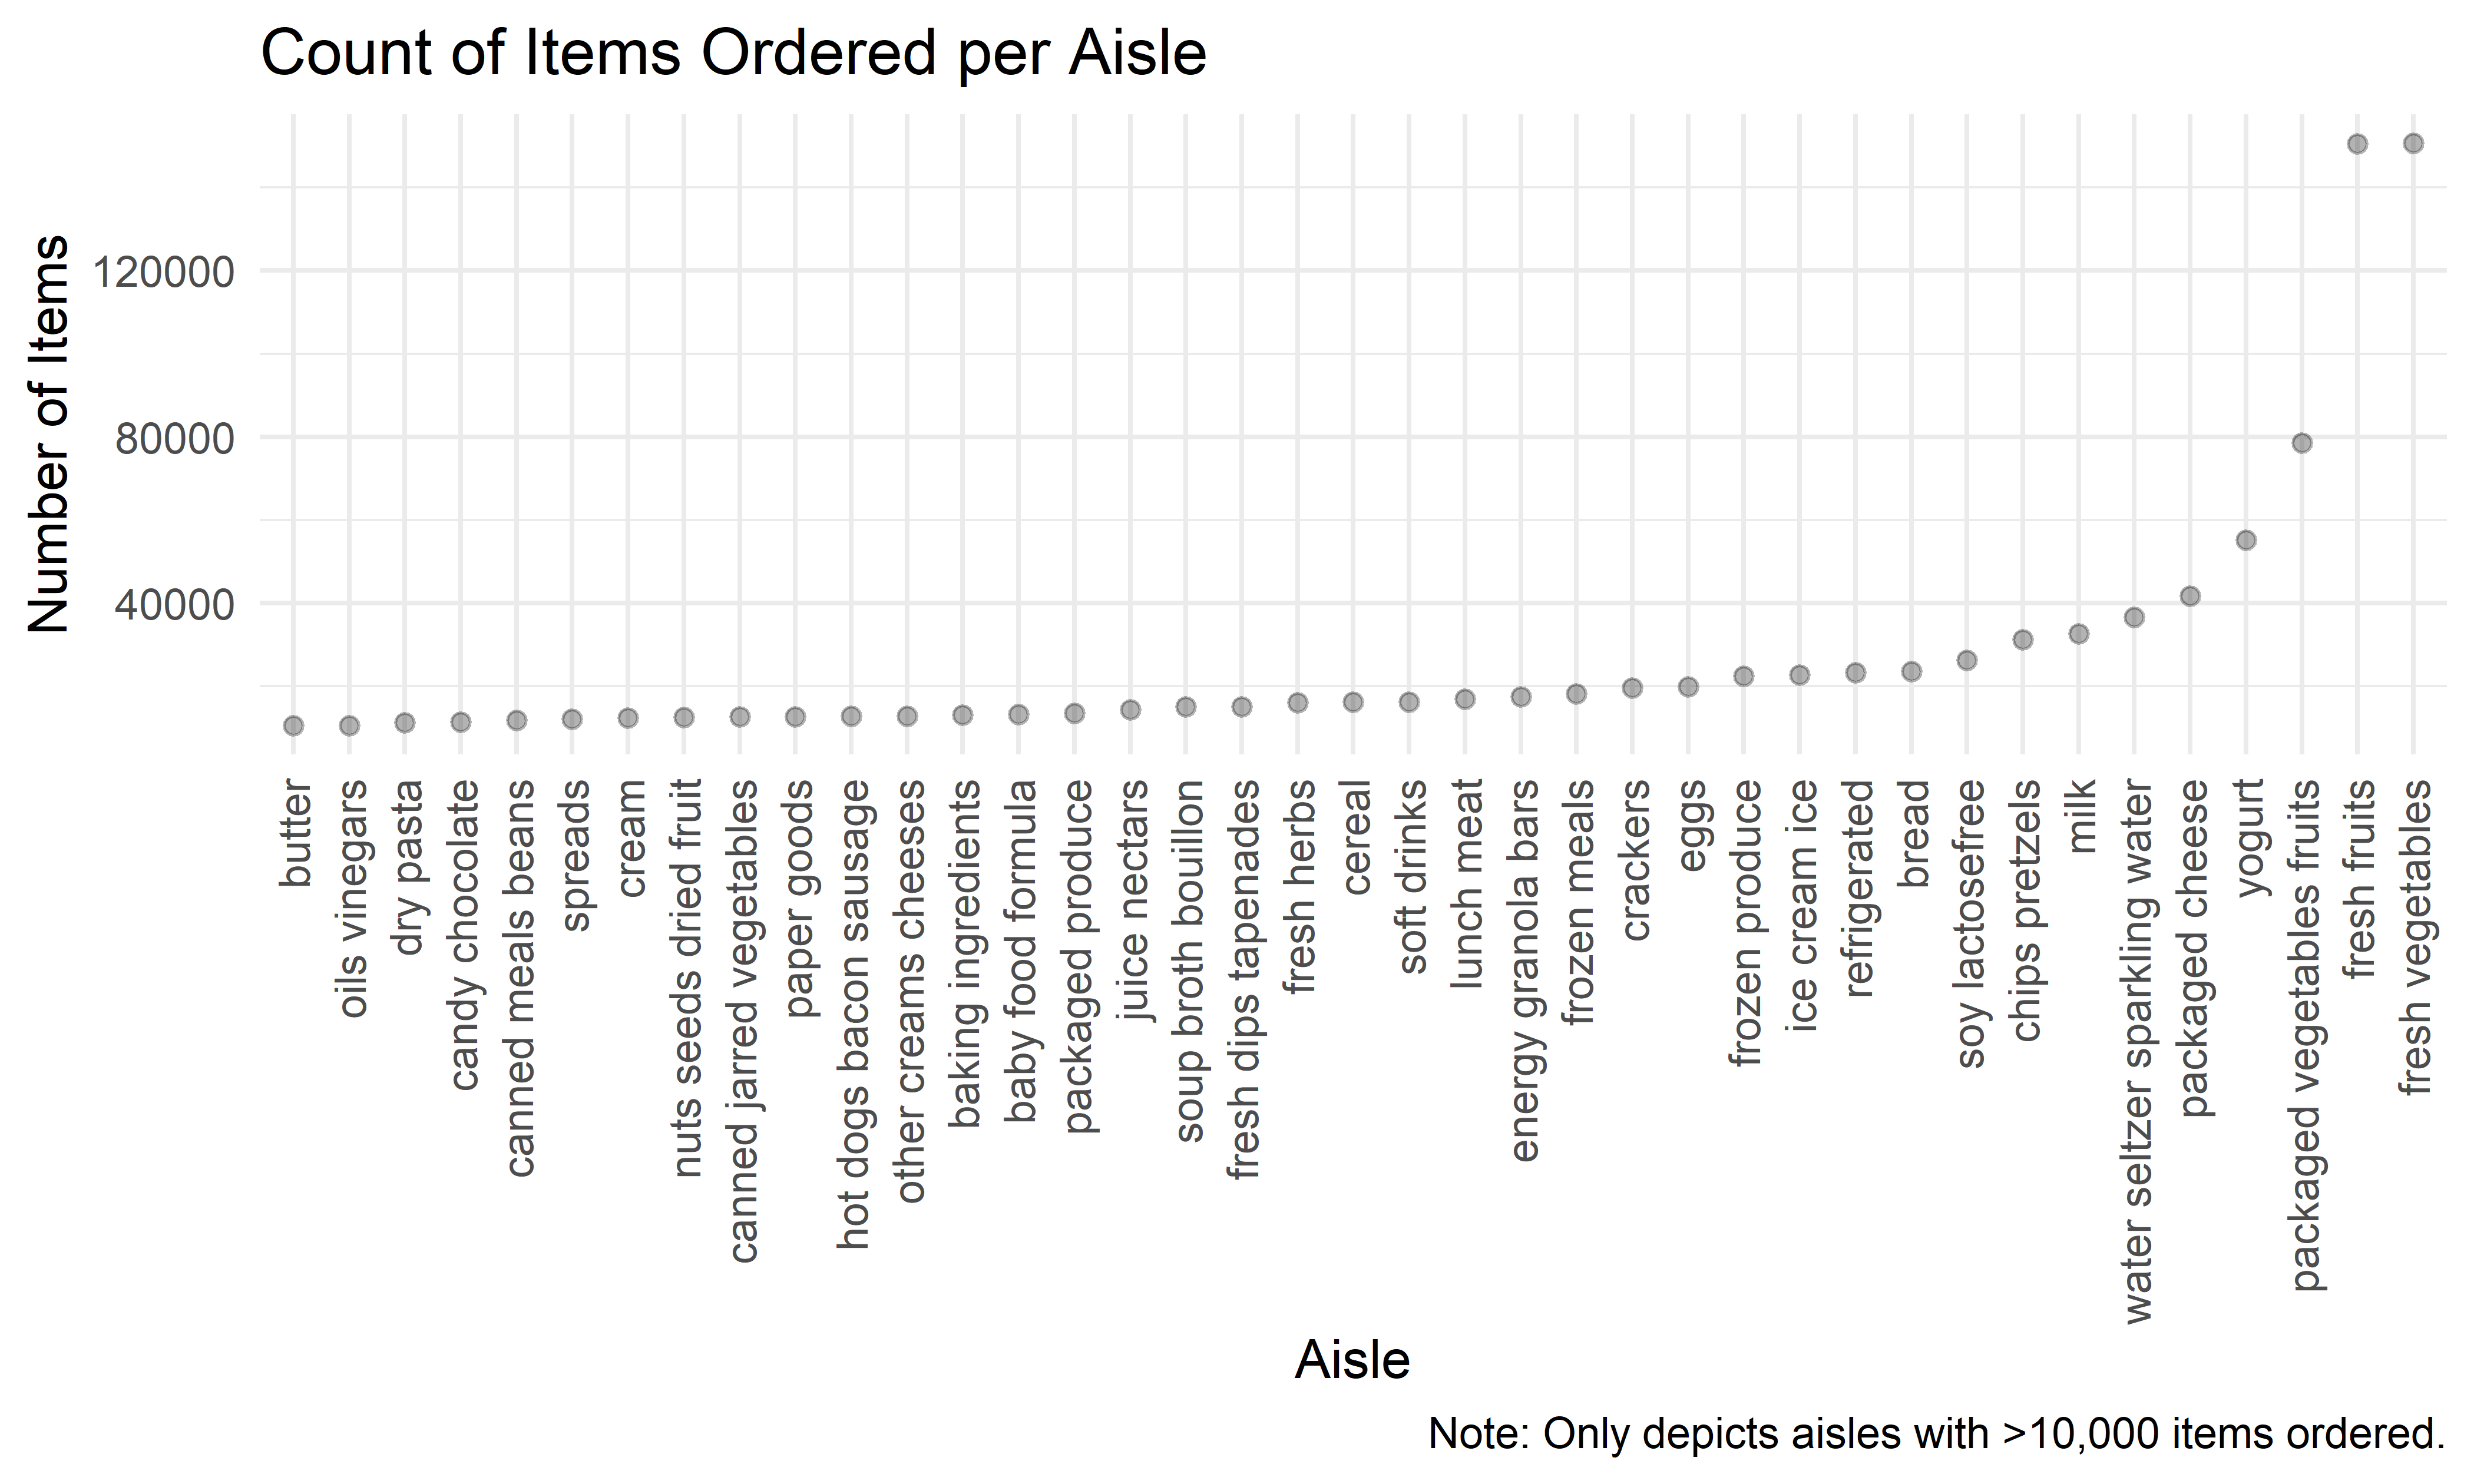 Count of Items Ordered per Aisle
Number of Items
120000
80000
40000
butter
oils vinegars
dry pasta
candy chocolate
canned meals beans
spreads
cream
nuts seeds dried fruit
canned jarred vegetables
paper goods
hot dogs bacon sausage
other creams cheeses
baking ingredients
baby food formula
packaged produce
juice nectars
soup broth bouillon
fresh dips tapenades
fresh herbs
cereal
soft drinks
lunch meat
energy granola bars
frozen meals
crackers
eggs
frozen produce
ice cream ice
refrigerated
bread
soy lactosefree
chips pretzels
milk
water seltzer sparkling water
packaged cheese
yogurt
packaged vegetables fruits
fresh fruits
fresh vegetables
Aisle
Note: Only depicts aisles with >10,000 items ordered.